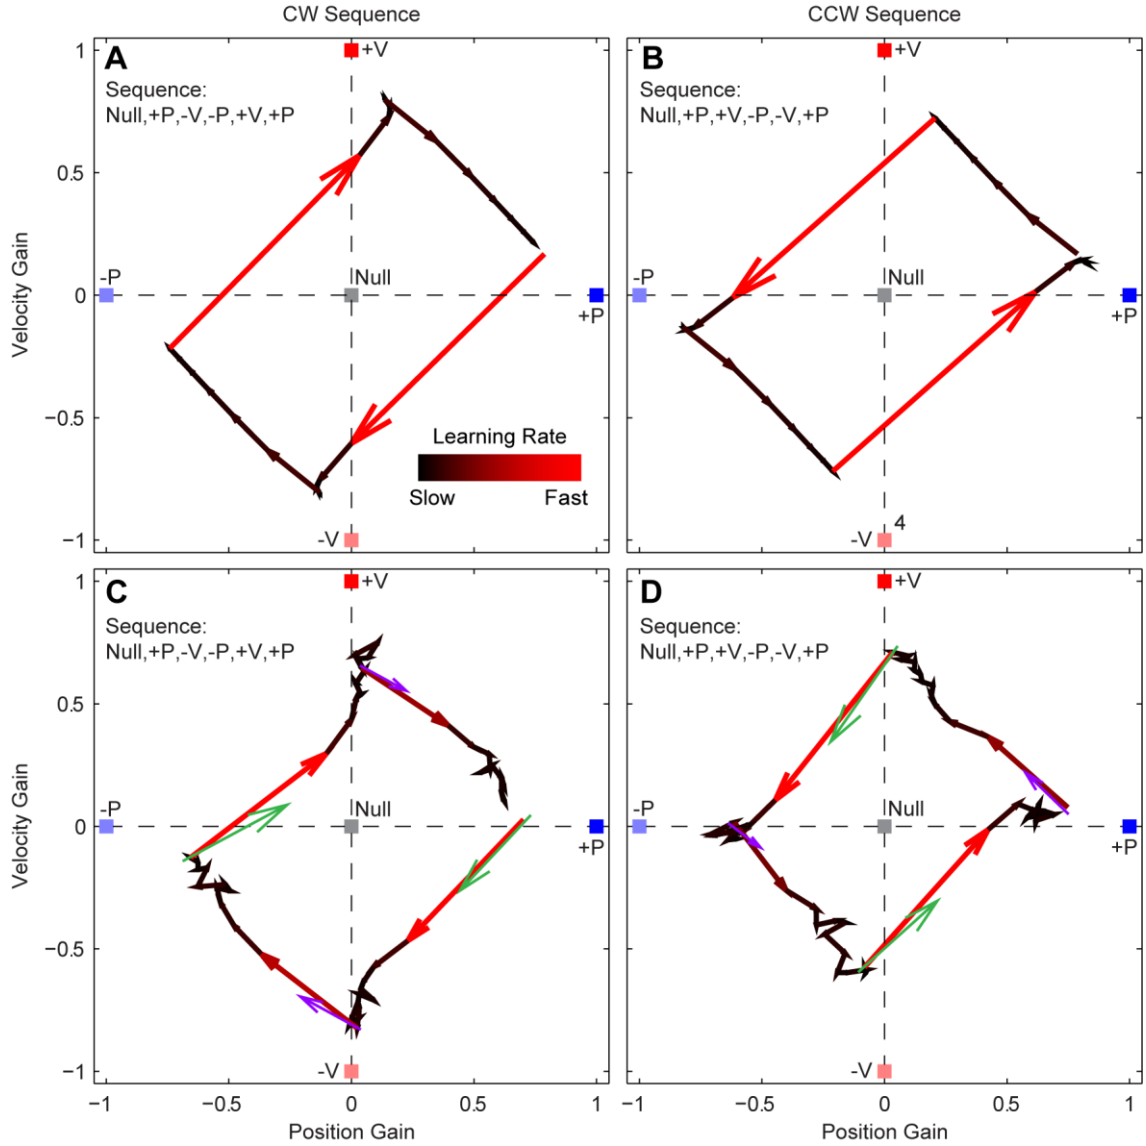 CW Sequence
CCW Sequence
A
Sequence:
Null,+P,-V,-P,+V,+P
+V
-P
Null
+P
-V
Learning Rate
Slow
Fast
1
0.5
0
−0.5
−1
Velocity Gain
B
Sequence:
Null,+P,+V,-P,-V,+P
+V
-P
Null
+P
4
-V
C
Sequence:
Null,+P,-V,-P,+V,+P
+V
-P
Null
+P
-V
1
0.5
0
−0.5
−1
Velocity Gain
−1
−0.5
0
0.5
1
Position Gain
D
Sequence:
Null,+P,+V,-P,-V,+P
+V
-P
Null
+P
-V
−1
−0.5
0
0.5
1
Position Gain